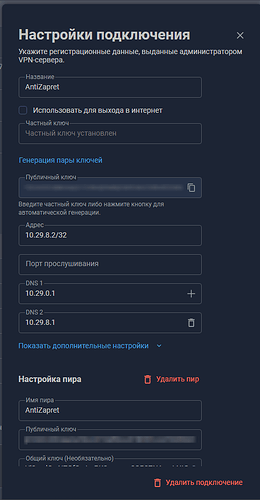 Настройки подключения
Укажите регистрационные данные, выданные администратором
VPN-сервера.
Название
AntiZapret
Использовать для выхода в интернет
Частный ключ
Частный ключ установлен
Генерация пары ключей
Публичный ключ
Введите частный ключ либо нажмите кнопку для
автоматической генерации.
Адрес
10.29.8.2/32
Порт прослушивания
DNS 1
10.29.0.1
DNS 2
10.29.8.1
Показать дополнительные настройки
Настройка пира
Удалить пир
Имя пира
AntiZapret
Публичный ключ
Общий ключ (Необязательно)
Удалить подключение